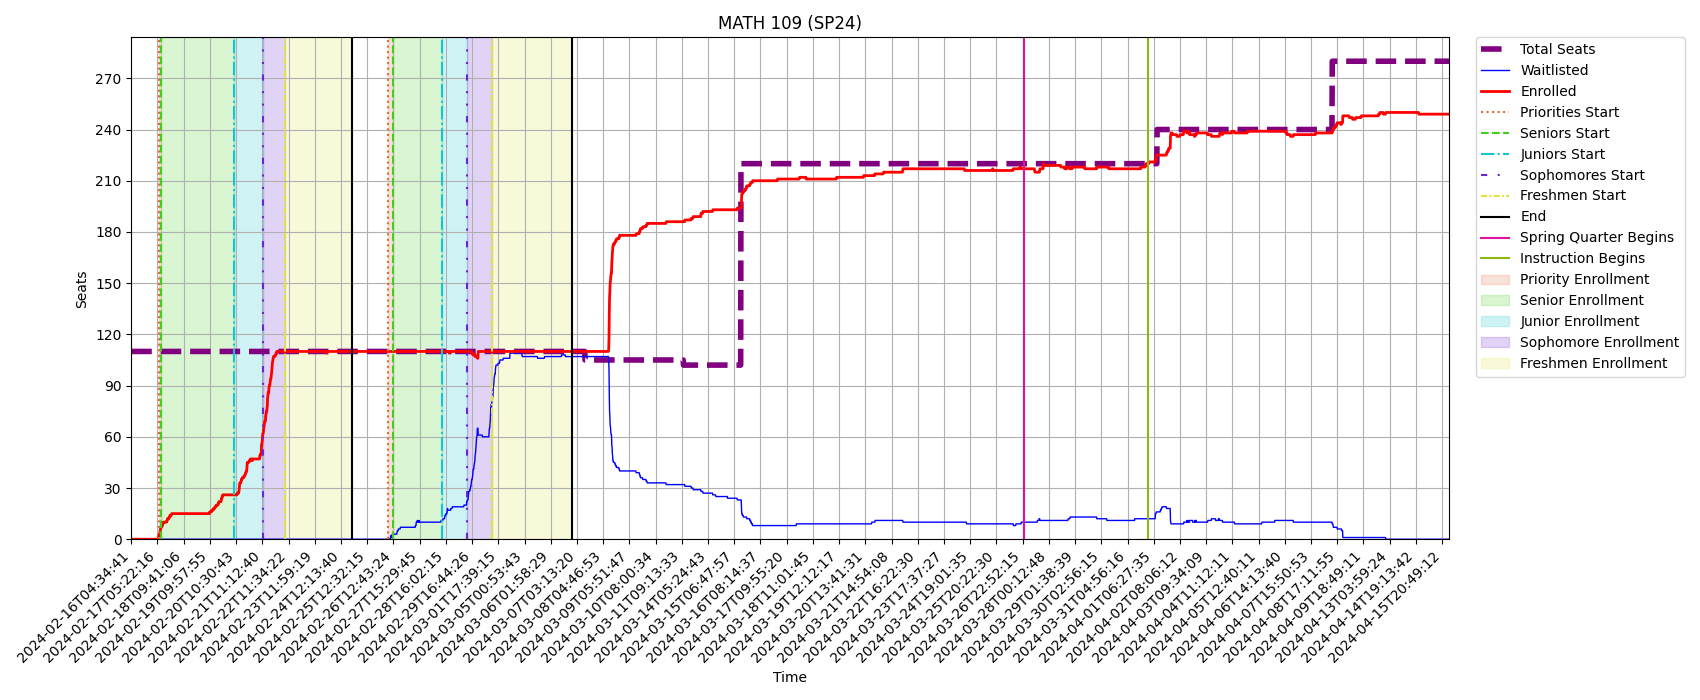 MATH 109 (SP24)
Seats
270
240
210
180
150
120
90
60
30
0
2024-02-16T04:34:41
2024-02-17T05:22:16
2024-02-18T09:41:06
2024-02-19T09:57:55
2024-02-20T10:30:43
2024-02-21T11:12:40
2024-02-22T11:34:22
2024-02-23T11:59:19
2024-02-24T12:13:40
2024-02-25T12:32:15
2024-02-26T12:43:24
2024-02-27T15:29:45
2024-02-28T16:02:15
2024-02-29T16:44:26
2024-03-01T17:39:15
2024-03-05T00:53:43
2024-03-06T01:58:29
2024-03-07T03:13:20
2024-03-08T04:46:53
2024-03-09T05:51:47
2024-03-10T08:00:34
2024-03-11T09:13:33
2024-03-14T05:24:43
2024-03-15T06:47:57
2024-03-16T08:14:37
2024-03-17T09:55:20
2024-03-18T11:01:45
2024-03-19T12:12:17
2024-03-20T13:41:31
2024-03-21T14:54:08
2024-03-22T16:22:30
2024-03-23T17:37:27
2024-03-24T19:01:35
2024-03-25T20:22:30
2024-03-26T22:52:15
2024-03-28T00:12:48
2024-03-29T01:38:39
2024-03-30T02:56:15
2024-03-31T04:56:16
2024-04-01T06:27:35
2024-04-02T08:06:12
2024-04-03T09:34:09
2024-04-04T11:12:11
2024-04-05T12:40:11
2024-04-06T14:13:40
2024-04-07T15:50:53
2024-04-08T17:11:55
2024-04-09T18:49:11
2024-04-13T03:59:24
2024-04-14T19:13:42
2024-04-15T20:49:12
Time
Total Seats
Waitlisted
Enrolled
Priorities Start
Seniors Start
Juniors Start
Sophomores Start
Freshmen Start
End
Spring Quarter Begins
Instruction Begins
Priority Enrollment
Senior Enrollment
Junior Enrollment
Sophomore Enrollment
Freshmen Enrollment